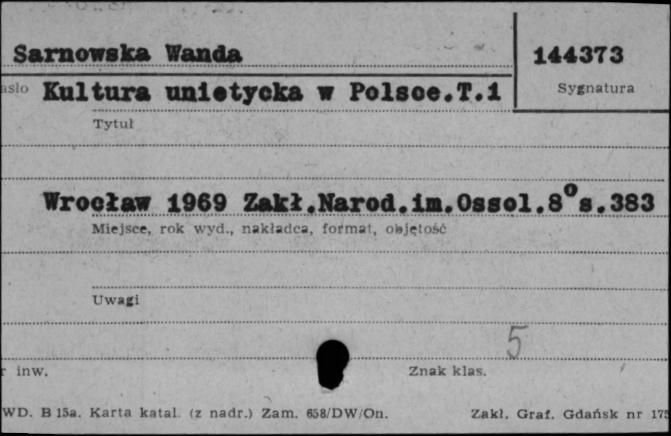 Sarnowska Wanda
144373
asło Kultura unietycka w Polsce.T.1
Sygnatura
Tytuł
Wrocław 1969 Zakł.Narod.im.Ossol.8° s.383
Miejsce, rok wyd., nakładca, format, objętość
Uwagi
5
r inw.
Znak klas.
WD. B 15a. Karta katal. (z nadr.) Zam. 658/DW/On.
Zakł. Graf. Gdańsk nr 175